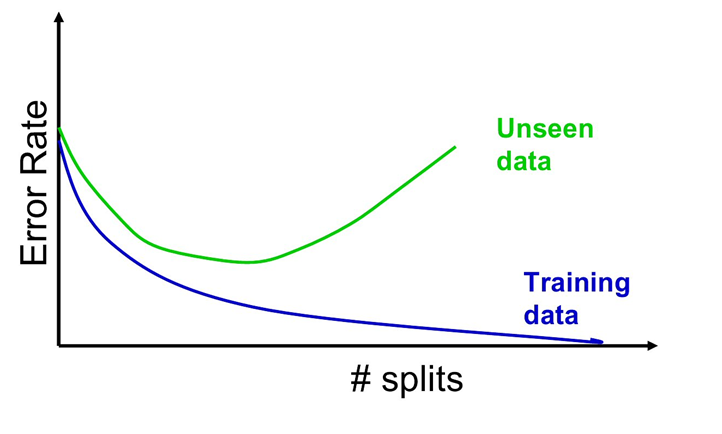 Error Rate
Unseen
data
Training
data
# splits